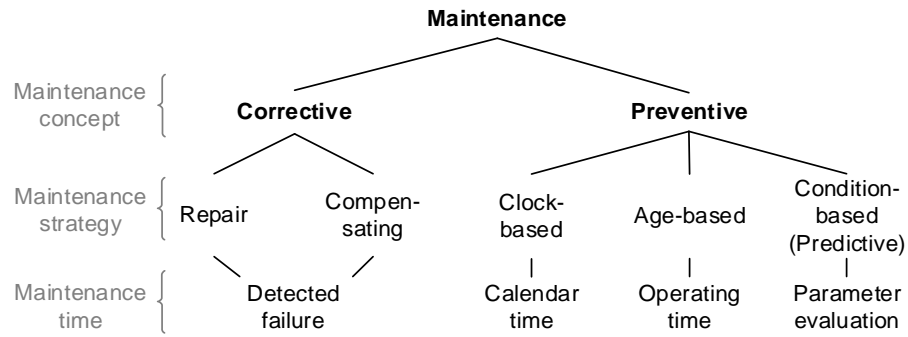 Maintenance
Maintenance
concept
Corrective
Preventive
Maintenance
strategy
Repair
Compen-
sating
Clock-
based
Age-based
Condition-
based
(Predictive)
Maintenance
time
Detected
failure
Calendar
time
Operating
time
Parameter
evaluation